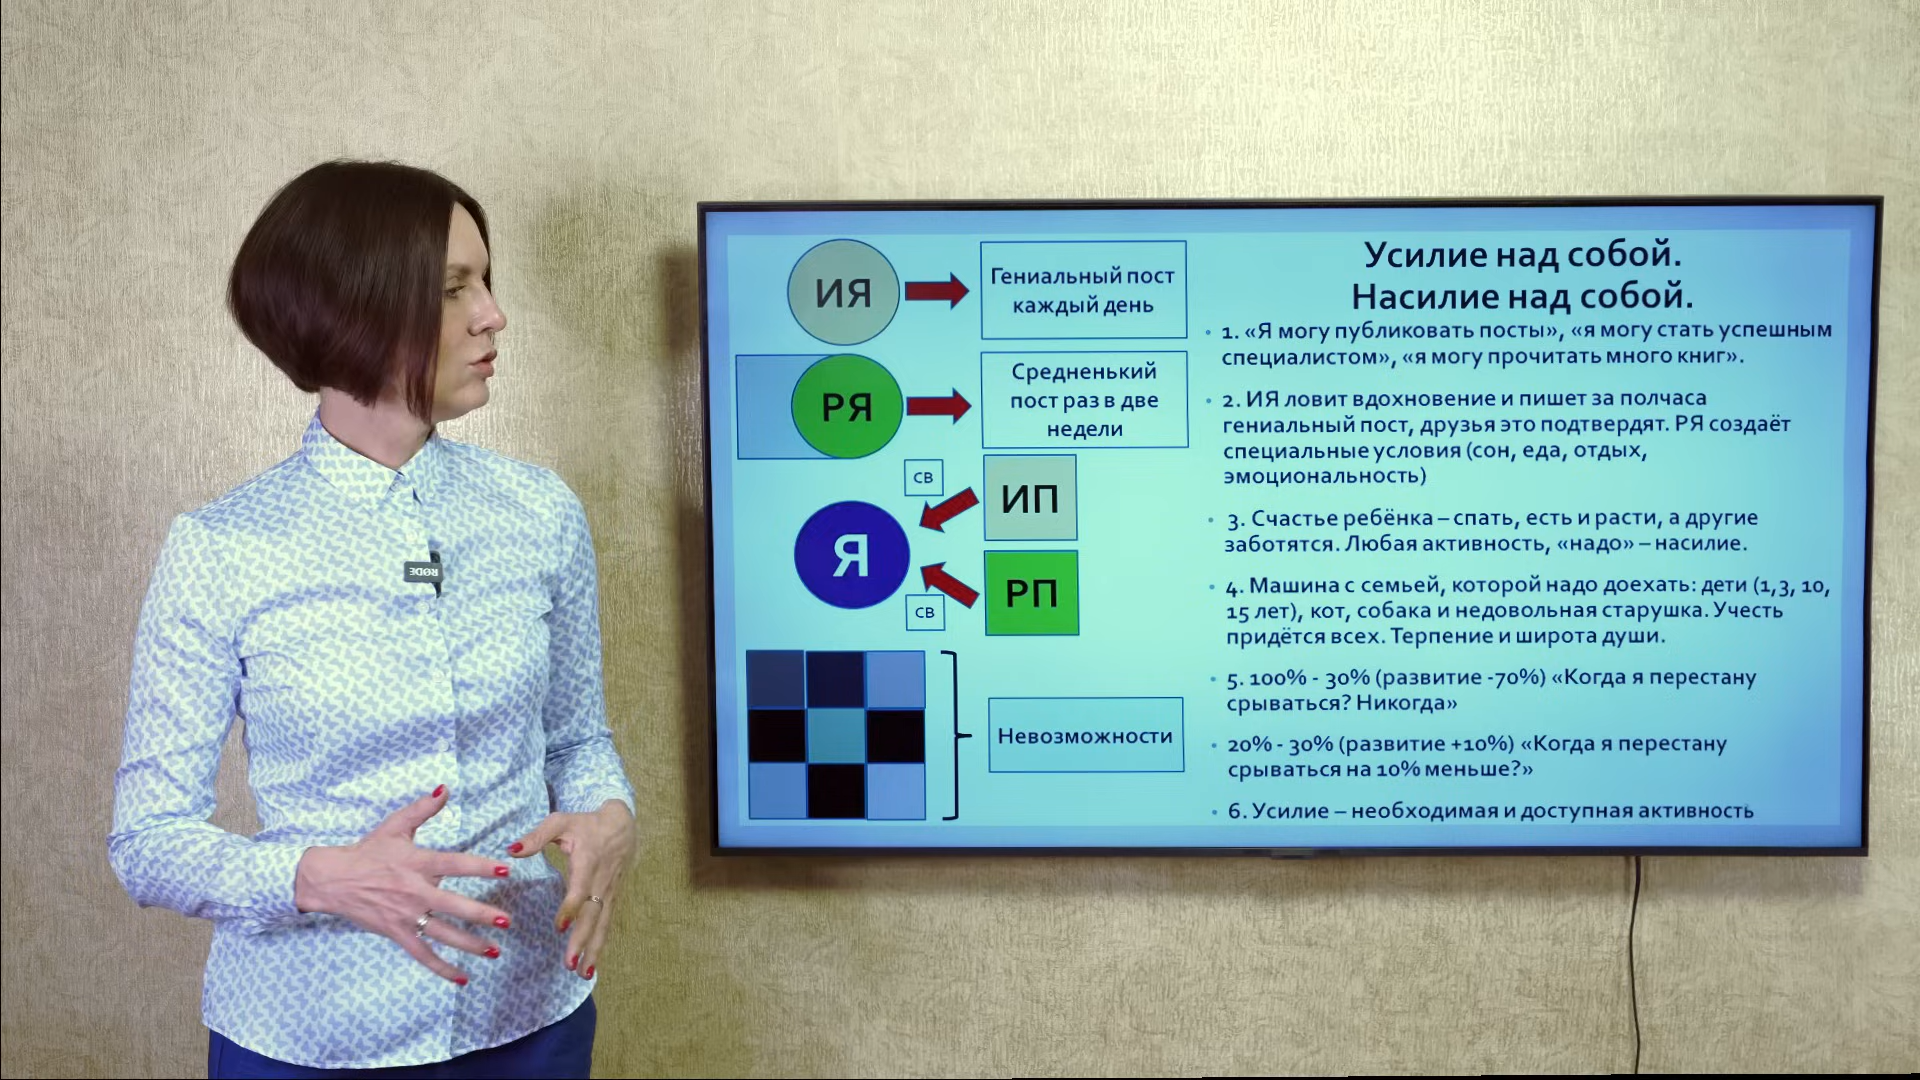 ИЯ
Гениальный пост
каждый день
РЯ
Средненький
пост раз в две
недели
св
ИП
Я
РП
св
Невозможности
Усилие над собой.
Насилие над собой.
• 1. «Я могу публиковать посты», «я могу стать успешным
специалистом», «я могу прочитать много книг».
• 2. ИЯ ловит вдохновение и пишет за полчаса
гениальный пост, друзья это подтвердят. РЯ создаёт
специальные условия (сон, еда, отдых,
эмоциональность)
• 3. Счастье ребёнка – спать, есть и расти, а другие
заботятся. Любая активность, «надо» – насилие.
• 4. Машина с семьей, которой надо доехать: дети (1,3, 10,
15 лет), кот, собака и недовольная старушка. Учесть
придётся всех. Терпение и широта души.
• 5. 100% - 30% (развитие -70%) «Когда я перестану
срываться? Никогда»
• 20% - 30% (развитие +10%) «Когда я перестану
срываться на 10% меньше?»
• 6. Усилие – необходимая и доступная активность
RØDE